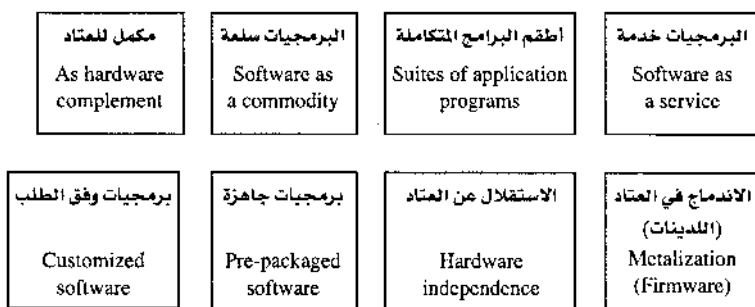 مكمل للعتاد
As hardware
complement
البرمجيات سلعة
Software as
a commodity
أطقم البرامج المتكاملة
Suites of application
programs
البرمجيات خدمة
Software as
a service
برمجيات وفق الطلب
Customized
software
برمجيات جاهزة
Pre-packaged
software
الاستقلال عن العتاد
Hardware
independence
الاندماج في العتاد
(اللدينات)
Metalization
(Firmware)